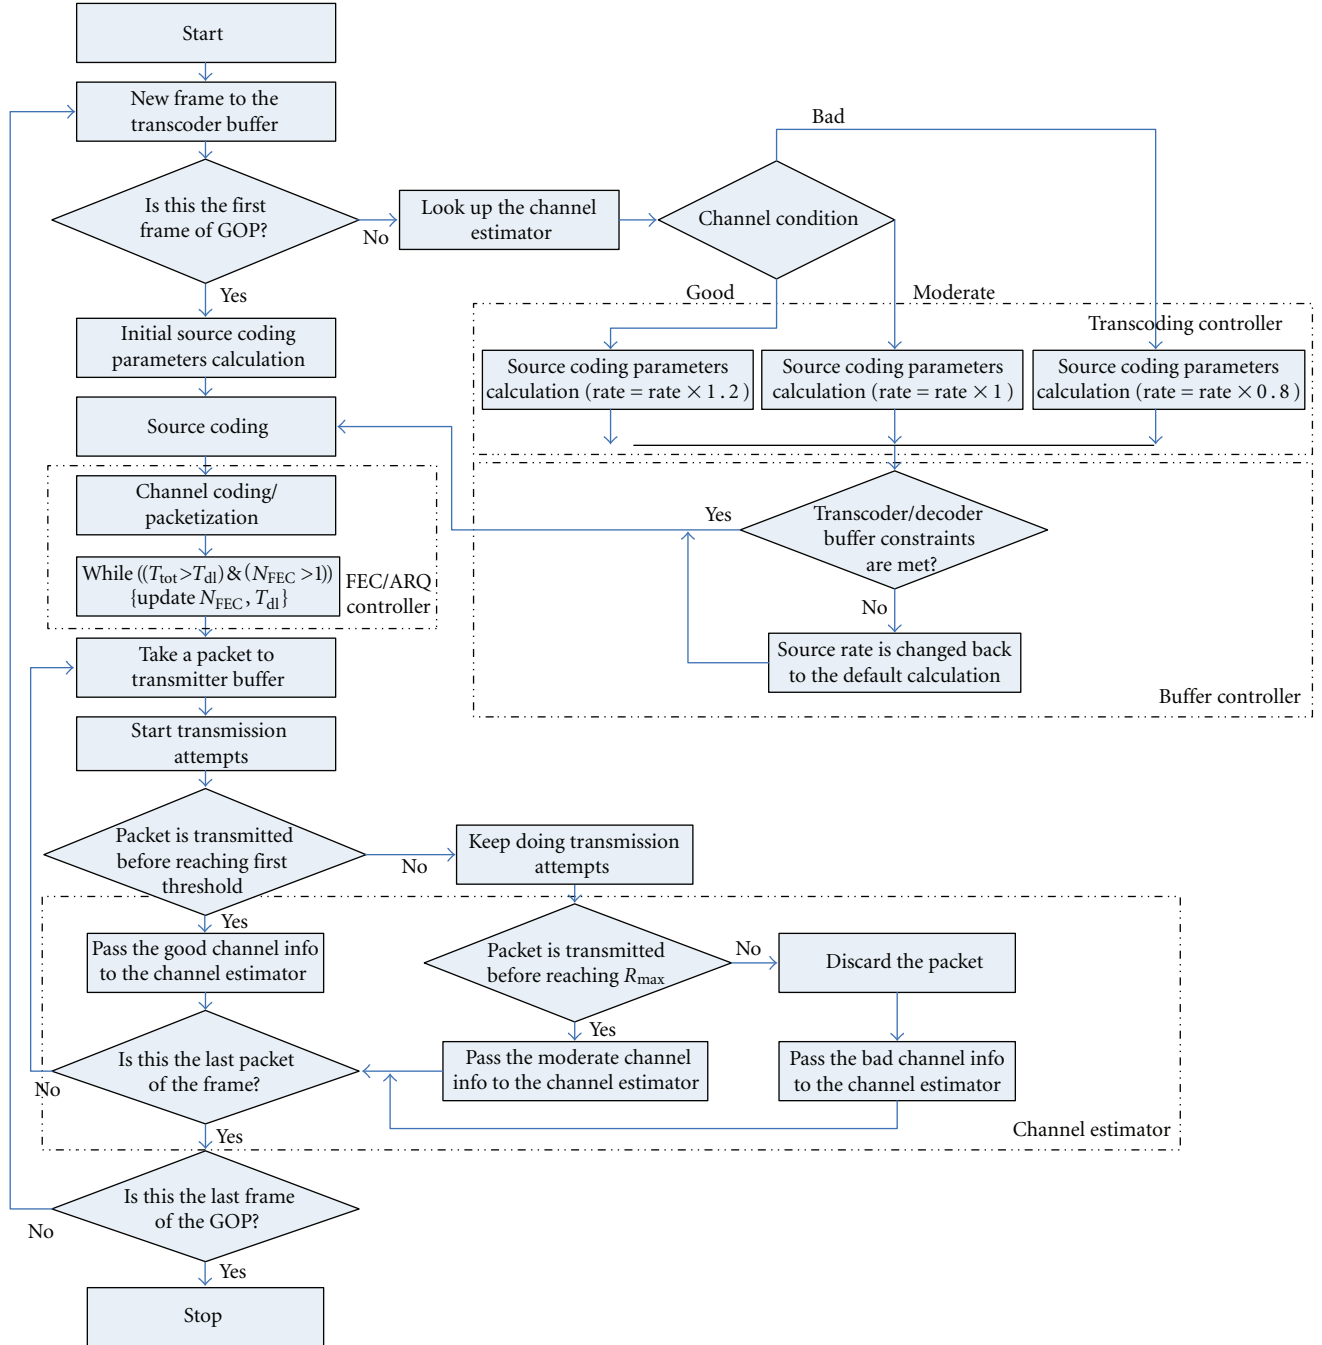 Start
New frame to the
transcoder buffer
Is this the first
frame of GOP?
No
Look up the channel
estimator
Channel condition
Bad
Good
Moderate
Yes
Transcoding controller
Initial source coding
parameters calculation
Source coding parameters
calculation (rate = rate × 1.2)
Source coding parameters
calculation (rate = rate × 1)
Source coding parameters
calculation (rate = rate × 0.8)
Source coding
Channel coding/
packetization
While ((T_tot >T_dl) & (N_FEC >1))
{update N_FEC, T_dl}
FEC/ARQ
controller
Yes
Transcoder/decoder
buffer constraints
are met?
No
Source rate is changed back
to the default calculation
Buffer controller
Take a packet to
transmitter buffer
Start transmission
attempts
Packet is transmitted
before reaching first
threshold
No
Keep doing transmission
attempts
Yes
Pass the good channel info
to the channel estimator
Packet is transmitted
before reaching R_max
No
Discard the packet
Yes
Is this the last packet
of the frame?
No
Pass the moderate channel
info to the channel estimator
Pass the bad channel info
to the channel estimator
Channel estimator
Yes
Is this the last frame
of the GOP?
No
Yes
Stop